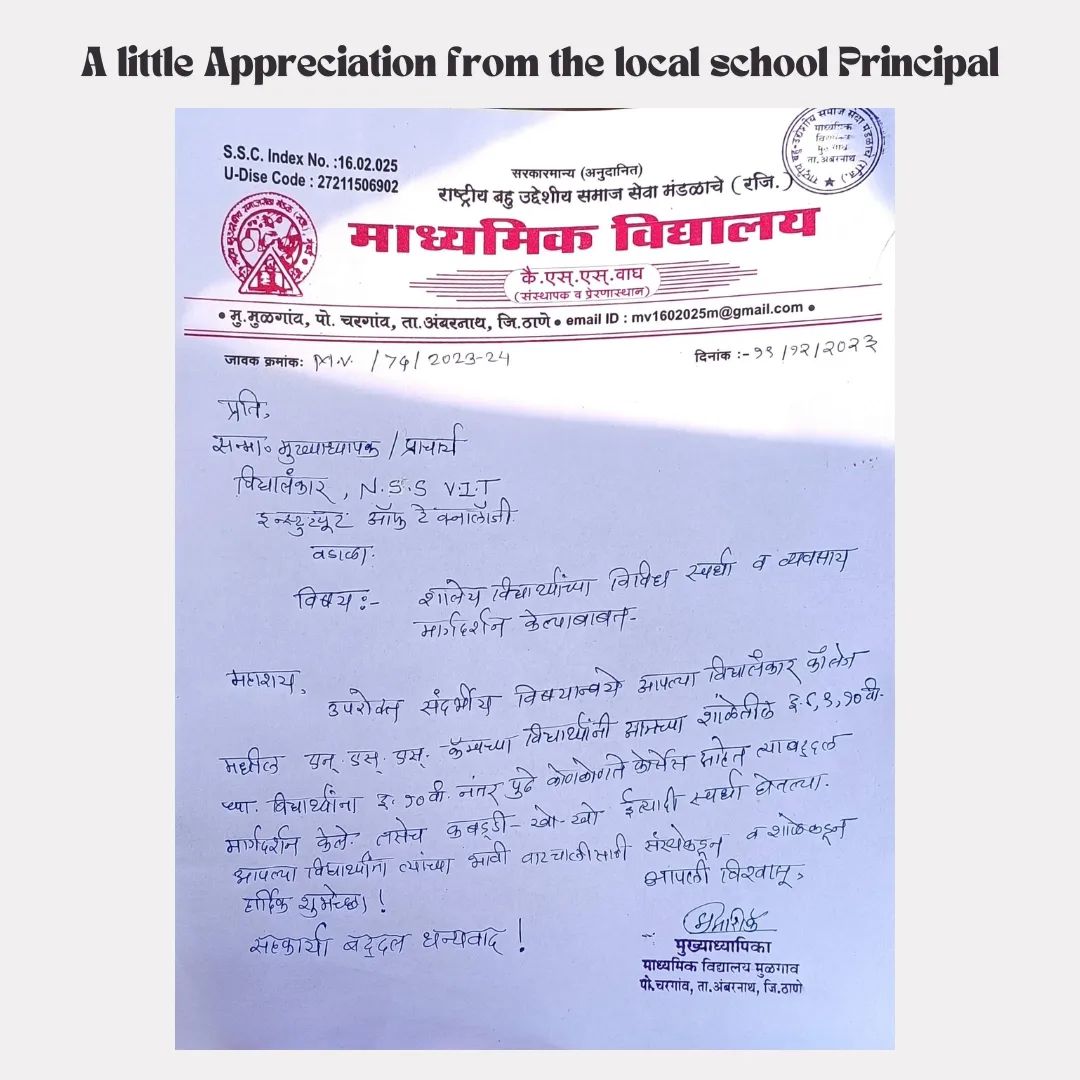 A little Appreciation from the local school Principal
S.S.C. Index No. :16.02.025
U-Dise Code : 27211506902
सरकारमान्य (अनुदानित)
राष्ट्रीय बहु उद्देशीय समाज सेवा मंडळाचे (रजि.)
माध्यमिक विद्यालय
कै.एस्.एस्.वाघ
(संस्थापक व प्रेरणास्थान)
• मु.मुळगांव, पो. चरगांव, ता.अंबरनाथ, जि.ठाणे • email ID : mv1602025m@gmail.com •
जावक क्रमांकः M.V. /74/ 2023-24
दिनांक :- १९/१२/२०२३
प्रति,
सन्मा० मुख्याध्यापक / प्राचार्य
विद्यालंकार, N.S.S V.I.T
इन्स्टुट्यूट ऑफ टेक्नालॉजी
वडाळा.
विषय :- शालेय विद्यार्थ्यांच्या विविध स्पर्धा व व्यवसाय
मार्गदर्शन केल्याबाबत-
महाशय,
उपरोक्त संदर्भीय विषयान्वये आपल्या विद्यालंकार कॉलेज
मधील एन्. एस्. एस्. कॅम्पच्या विद्यार्थ्यांनी आमच्या शाळेतील इ. ८, ९, १० वी.
च्या. विद्यार्थ्यांना इ. १० वी. नंतर पुढे कोणकोणते कोर्चेस आहेत त्याबद्दल
मार्गदर्शन केले. तसेच कबड्डी - खो-खो ईत्यादी स्पर्धा घेतल्या.
आपल्या विद्यार्थ्यांना त्यांच्या भावी वाटचालीसाठी संस्थेकडून व शाळेकडून
हार्दिक शुभेच्छा !
आपली विश्वासू,
सहकार्या बद्दल धन्यवाद !
मुख्याध्यापिका
माध्यमिक विद्यालय मुळगाव
पो.चरगांव, ता.अंबरनाथ, जि.ठाणे